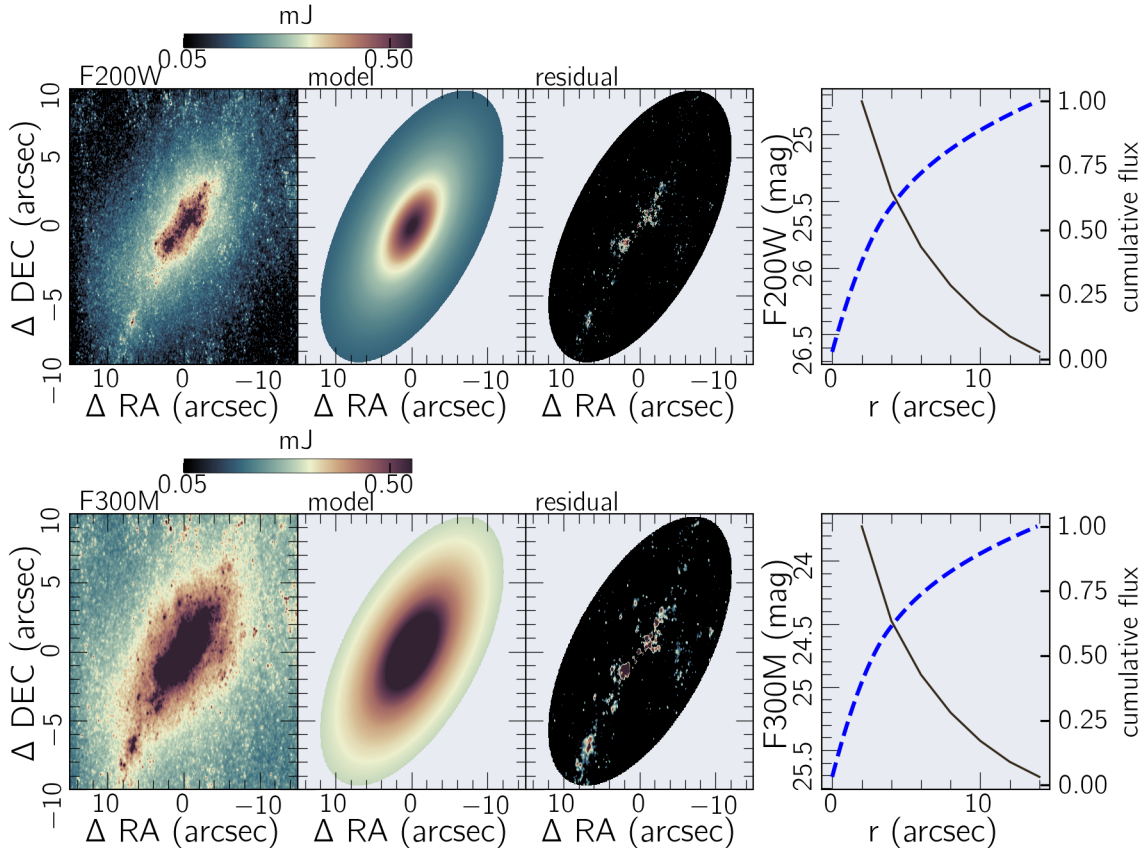 mJ
0.05 0.50
F200W model residual
Δ DEC (arcsec)
10
5
0
−5
−10
10 0 −10
10 0 −10
10 0 −10
Δ RA (arcsec)
Δ RA (arcsec)
Δ RA (arcsec)
F200W (mag)
25
25.5
26
26.5
0 10
r (arcsec)
1.00
0.75
0.50
0.25
0.00
cumulative flux
mJ
0.05 0.50
F300M model residual
Δ DEC (arcsec)
10
5
0
−5
−10
10 0 −10
10 0 −10
10 0 −10
Δ RA (arcsec)
Δ RA (arcsec)
Δ RA (arcsec)
F300M (mag)
24
24.5
25
25.5
0 10
r (arcsec)
1.00
0.75
0.50
0.25
0.00
cumulative flux